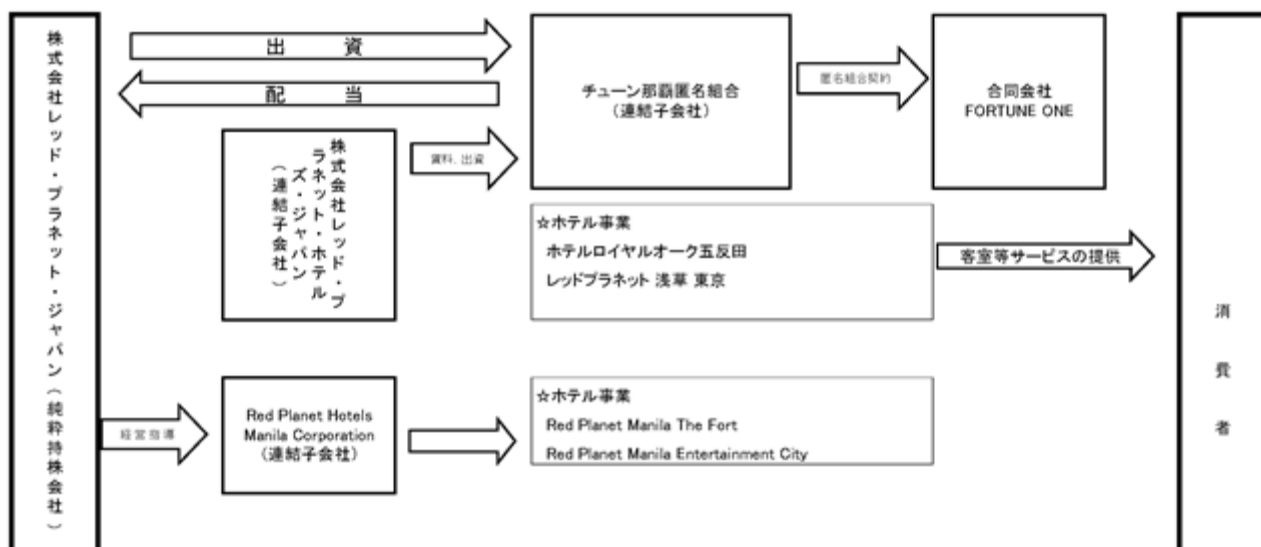 株式会社レッド・プラネット・ジャパン(純粋持株会社)
出 資
配 当
株式会社レッド・プ
ラネット・ホテル
ズ・ジャパン
(連結子会社)
賃料、出資
チューン那覇匿名組合
(連結子会社)
匿名組合契約
合同会社
FORTUNE ONE
☆ホテル事業
ホテルロイヤルオーク五反田
レッドプラネット 浅草 東京
客室等サービスの提供
消費者
経営指導
Red Planet Hotels
Manila Corporation
(連結子会社)
☆ホテル事業
Red Planet Manila The Fort
Red Planet Manila Entertainment City